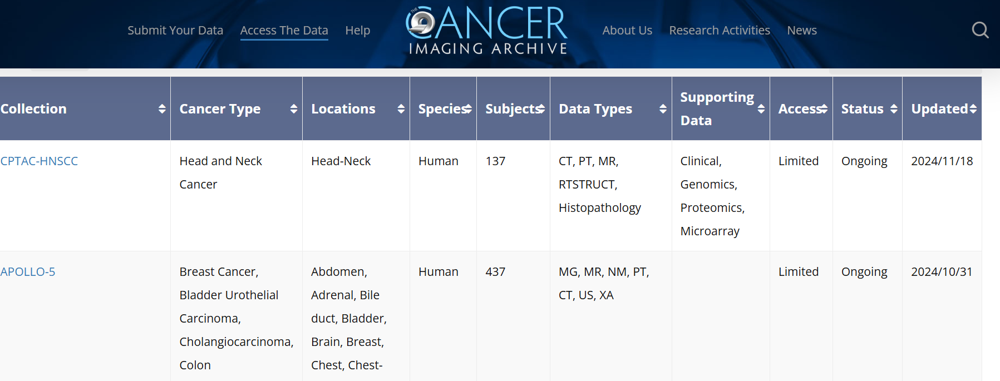 Submit Your Data Access The Data Help THE CANCER IMAGING ARCHIVE About Us Research Activities News
Collection Cancer Type Locations Species Subjects Data Types Supporting Data Access Status Updated
CPTAC-HNSCC Head and Neck Head-Neck Human 137 CT, PT, MR, Clinical, Limited Ongoing 2024/11/18
Cancer RTSTRUCT, Genomics,
Histopathology Proteomics,
Microarray
APOLLO-5 Breast Cancer, Abdomen, Human 437 MG, MR, NM, PT, Limited Ongoing 2024/10/31
Bladder Urothelial Adrenal, Bile CT, US, XA
Carcinoma, duct, Bladder,
Cholangiocarcinoma, Brain, Breast,
Colon Chest, Chest-